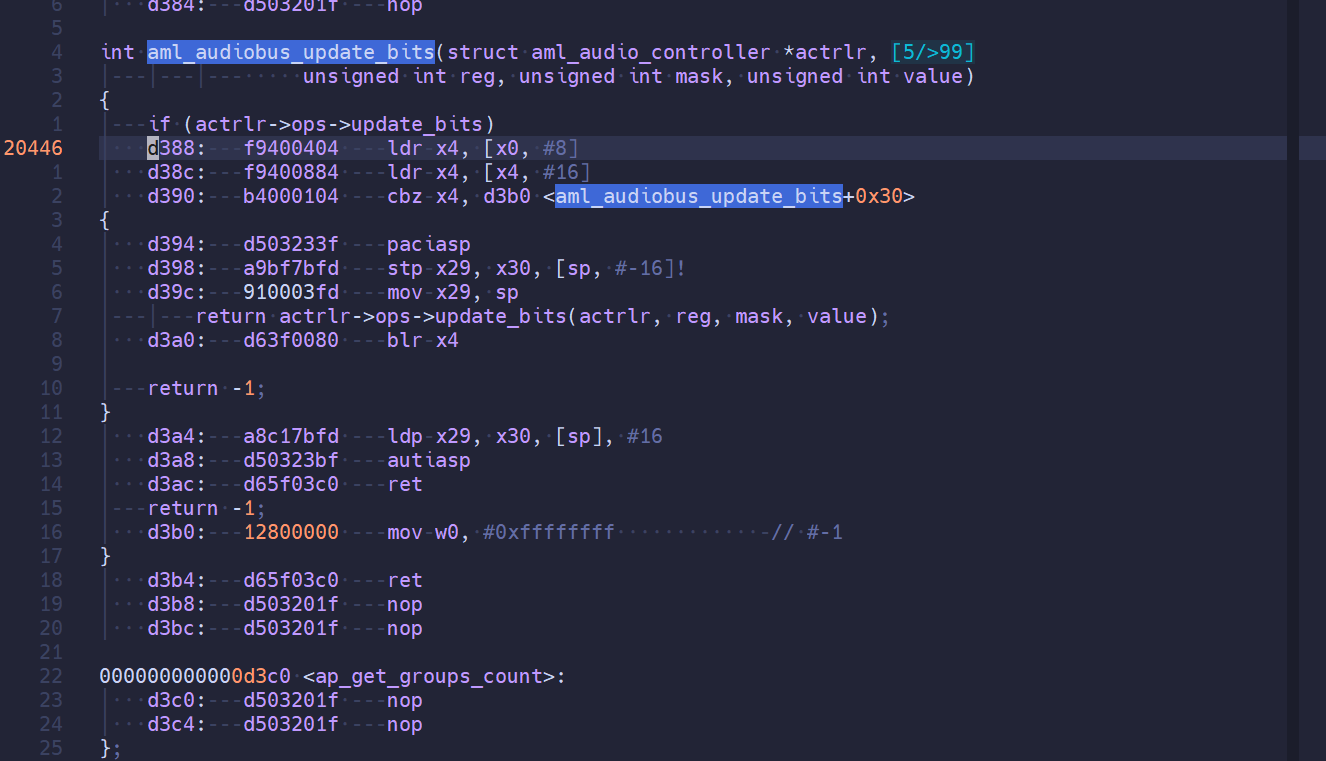 6 d384: d503201f nop
5
4 int aml_audiobus_update_bits(struct aml_audio_controller *actrlr, [5/>99]
3 unsigned int reg, unsigned int mask, unsigned int value)
2 {
1 if (actrlr->ops->update_bits)
20446 d388: f9400404 ldr x4, [x0, #8]
1 d38c: f9400884 ldr x4, [x4, #16]
2 d390: b4000104 cbz x4, d3b0 <aml_audiobus_update_bits+0x30>
3 {
4 d394: d503233f paciasp
5 d398: a9bf7bfd stp x29, x30, [sp, #-16]!
6 d39c: 910003fd mov x29, sp
7 return actrlr->ops->update_bits(actrlr, reg, mask, value);
8 d3a0: d63f0080 blr x4
9
10 return -1;
11 }
12 d3a4: a8c17bfd ldp x29, x30, [sp], #16
13 d3a8: d50323bf autiasp
14 d3ac: d65f03c0 ret
15 return -1;
16 d3b0: 12800000 mov w0, #0xffffffff // #-1
17 }
18 d3b4: d65f03c0 ret
19 d3b8: d503201f nop
20 d3bc: d503201f nop
21
22 000000000000d3c0 <ap_get_groups_count>:
23 d3c0: d503201f nop
24 d3c4: d503201f nop
25 };